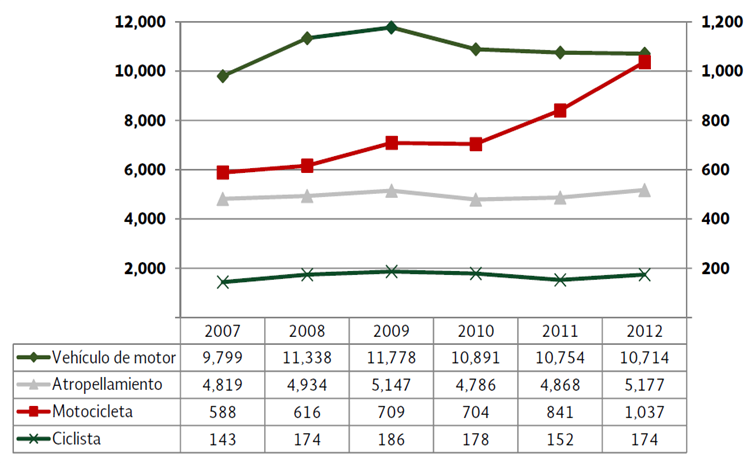 12,000 1,200
10,000 1,000
8,000 800
6,000 600
4,000 400
2,000 200
2007 2008 2009 2010 2011 2012
Vehículo de motor 9,799 11,338 11,778 10,891 10,754 10,714
Atropellamiento 4,819 4,934 5,147 4,786 4,868 5,177
Motocicleta 588 616 709 704 841 1,037
Ciclista 143 174 186 178 152 174